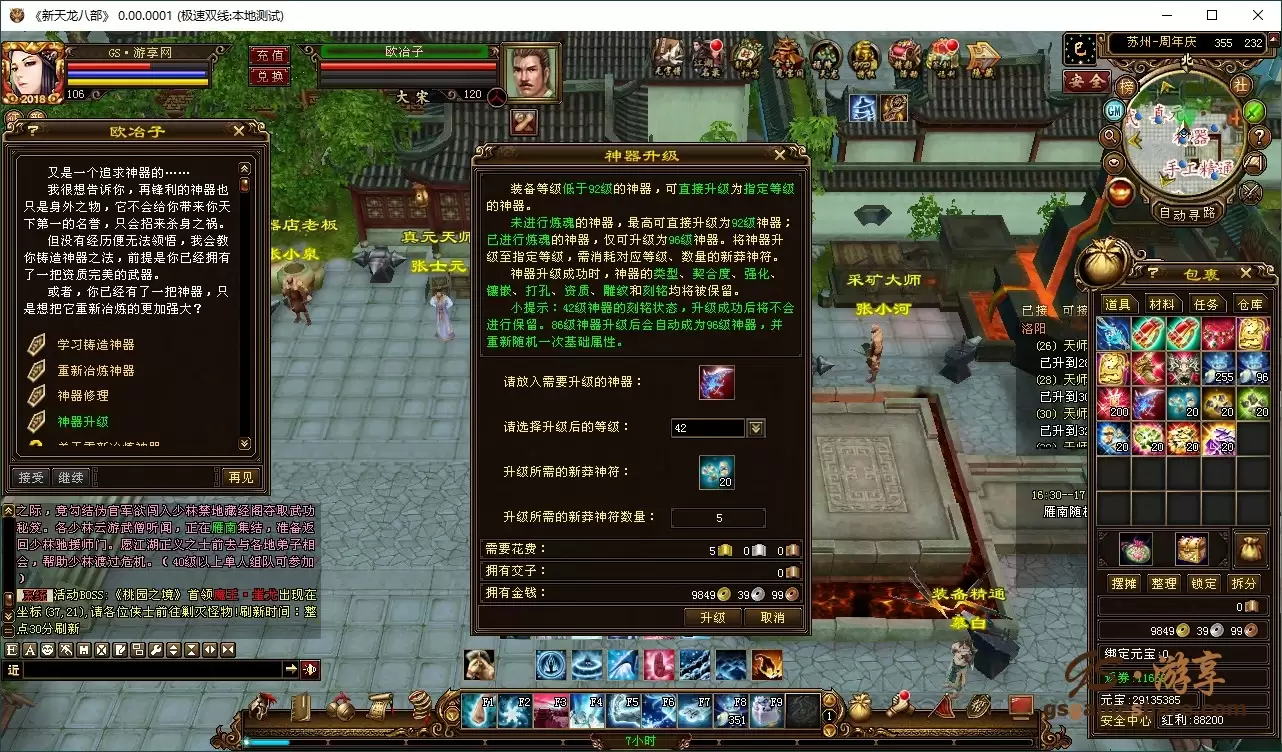 《新天龙八部》 0.00.0001 (极速双线:本地测试)
GS·游享网
106
2018
充值
兑换
欧冶子
大宋
120
苏州-周年庆 355 232
北
安全
榜
壮
GM
真元
神器
手工精通
自动寻路
欧冶子
又是一个追求神器的……
我很想告诉你，再锋利的神器也
只是身外之物，它不会给你带来你天
下第一的名誉，只会招来杀身之祸。
但没有经历便无法领悟，我会教
你铸造神器之法，前提是你已经拥有
了一把资质完美的武器。
或者，你已经有了一把神器，只
是想把它重新冶炼的更加强大？
学习铸造神器
重新冶炼神器
神器修理
神器升级
接受
继续
再见
器店老板
张小泉
真元天师
张士元
采矿大师
张小河
装备精通
慕白
神器升级
装备等级低于92级的神器，可直接升级为指定等级
的神器。
未进行炼魂的神器，最高可直接升级为92级神器；
已进行炼魂的神器，仅可升级为96级神器。将神器升
级至指定等级，需消耗对应等级、数量的新莽神符。
神器升级成功时，神器的类型、契合度、强化、
镶嵌、打孔、资质、雕纹和刻铭均将被保留。
小提示：42级神器的刻铭状态，升级成功后将不会
进行保留。86级神器升级后会自动成为96级神器，并
重新随机一次基础属性。
请放入需要升级的神器：
请选择升级后的等级：
42
升级所需的新莽神符：
20
升级所需的新莽神符数量：
5
需要花费： 5 0 0
拥有交子： 0
拥有金钱： 9849 39 99
升级
取消
已接 可接
洛阳
(26) 天师
已升到28
(28) 天师
已升到30
(30) 天师
已升到32
16:30--17
雁南随机
包裹
道具
材料
任务
仓库
255
96
200
20
20
20
20
20
20
20
摆摊
整理
锁定
拆分
0
9849 39 99
绑定元宝:0
元宝:29135385
安全中心
红利:88200
游享
之际，竟勾结伪官军欲闯入少林禁地藏经阁夺取武功
秘笈。各少林云游武僧听闻，正在雁南集结，准备返
回少林驰援师门。愿江湖正义之士前去与各地弟子相
会，帮助少林渡过危机。(40级以上单人组队可参加
)
系统 活动BOSS:《桃园之境》首领魔王·蚩尤出现在
坐标(37,21),请各位侠士前往剿灭怪物!刷新时间：整
点30分刷新
近
F1
F2
F3
F4
F5
F6
F7
F8
351
F9
1
7小时